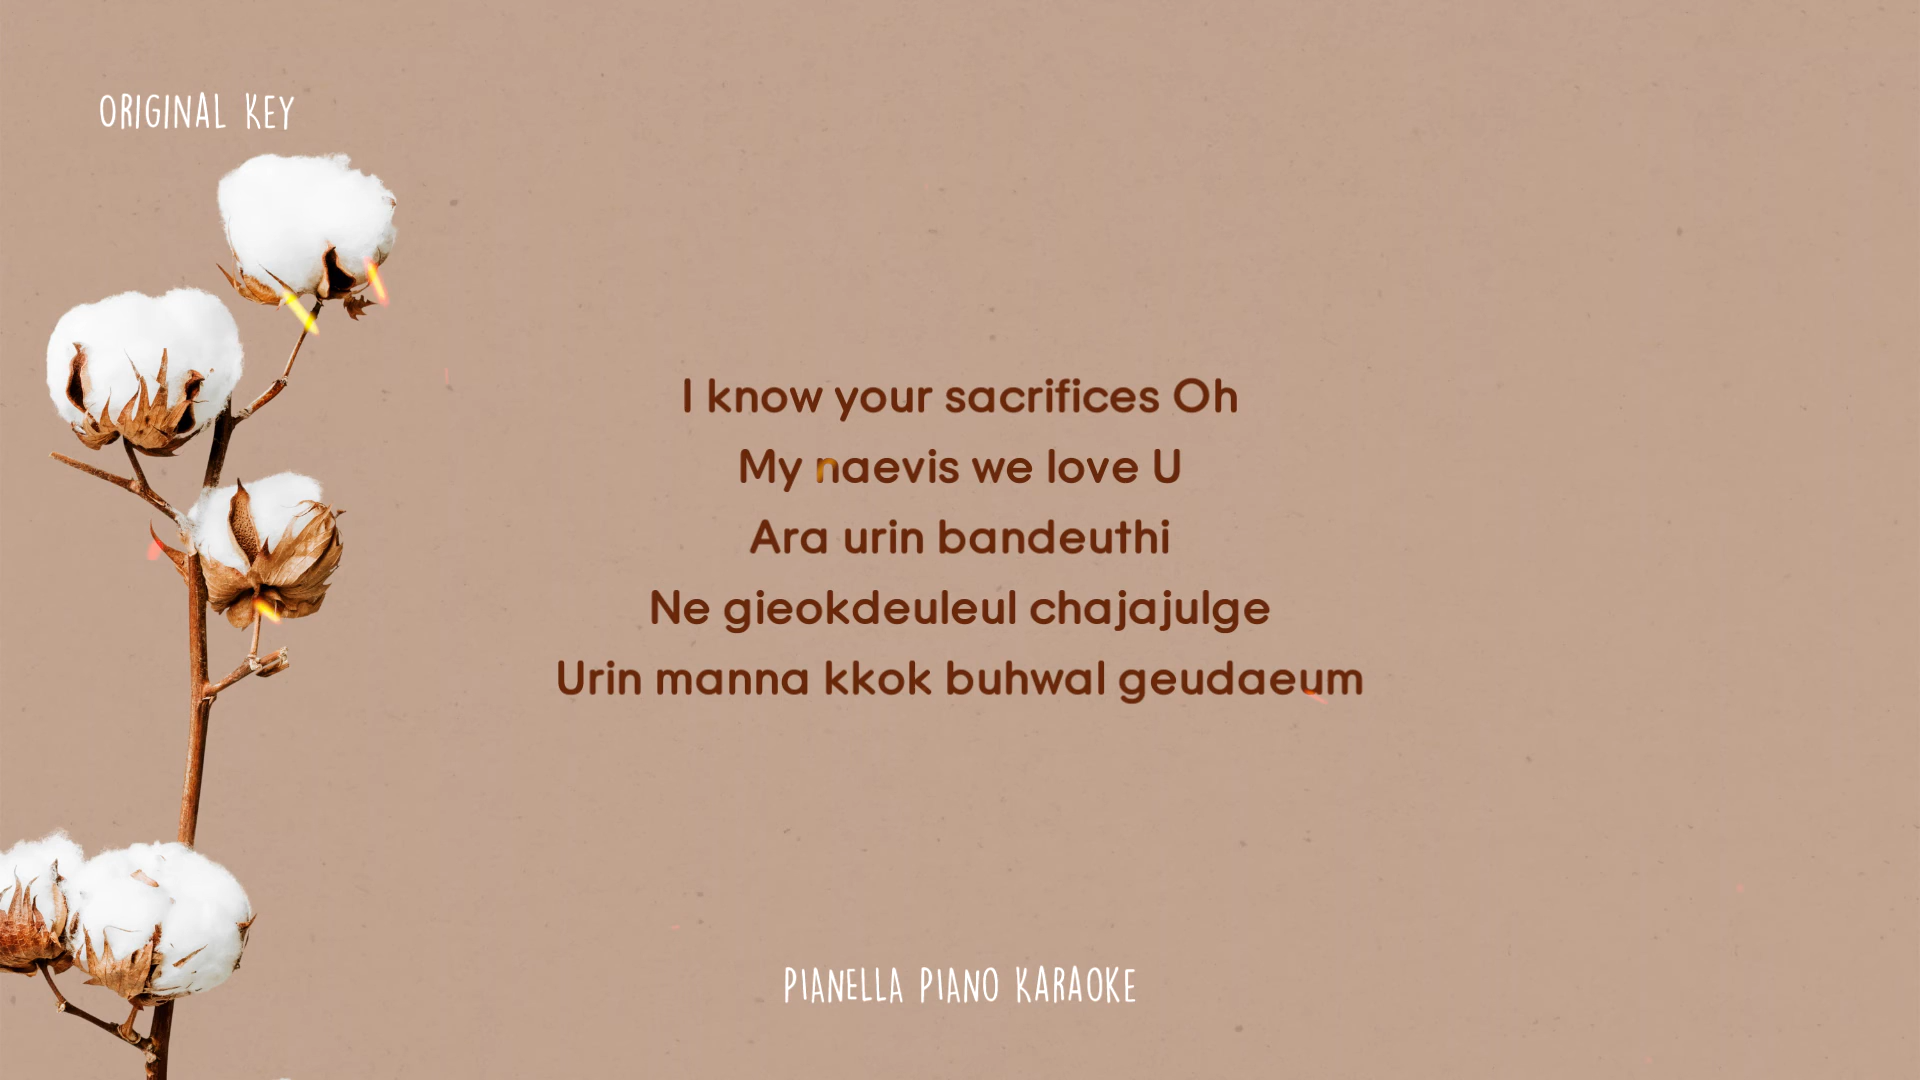 ORIGINAL KEY
I know your sacrifices Oh
My naevis we love U
Ara urin bandeuthi
Ne gieokdeuleul chajajulge
Urin manna kkok buhwal geudaeum
PIANELLA PIANO KARAOKE